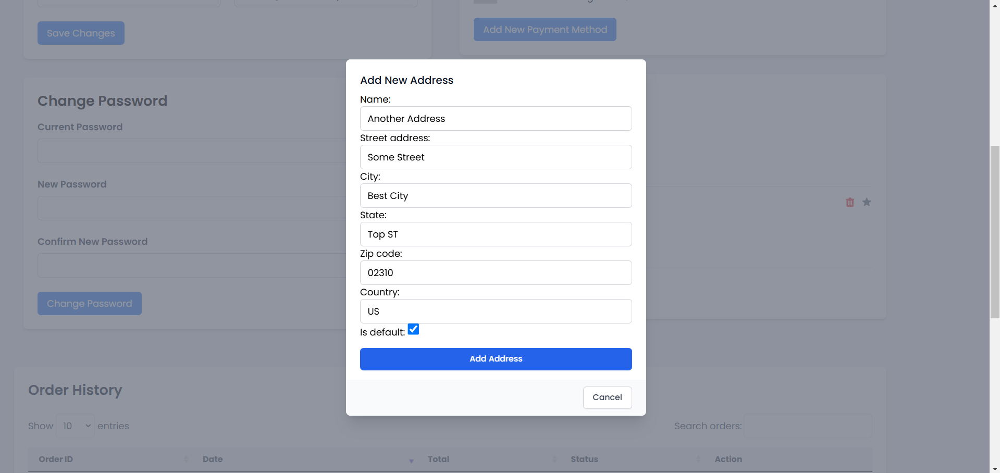 Save Changes
Add New Payment Method
Add New Address
Name:
Another Address
Street address:
Some Street
City:
Best City
State:
Top ST
Zip code:
02310
Country:
US
Is default:
Add Address
Cancel
Change Password
Current Password
New Password
Confirm New Password
Change Password
Order History
Show 10 entries
Search orders:
Order ID Date Total Status Action